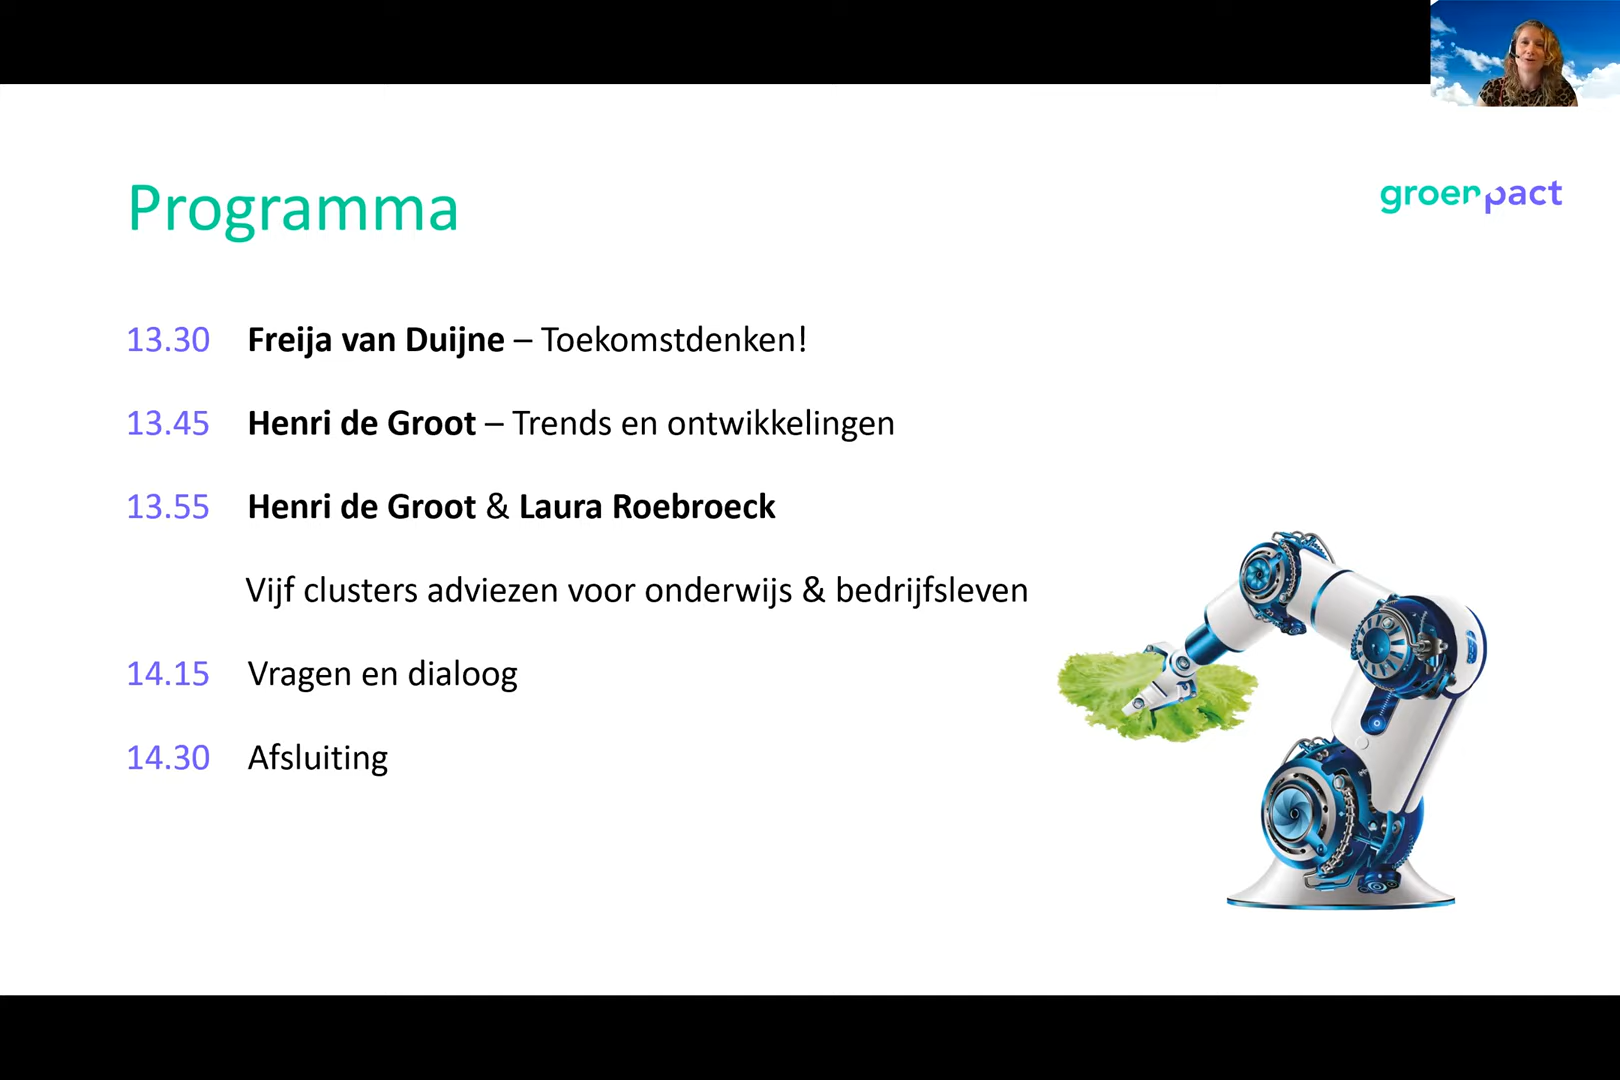 Programma
groenpact
13.30 Freija van Duijne – Toekomstdenken!
13.45 Henri de Groot – Trends en ontwikkelingen
13.55 Henri de Groot & Laura Roebroeck
Vijf clusters adviezen voor onderwijs & bedrijfsleven
14.15 Vragen en dialoog
14.30 Afsluiting